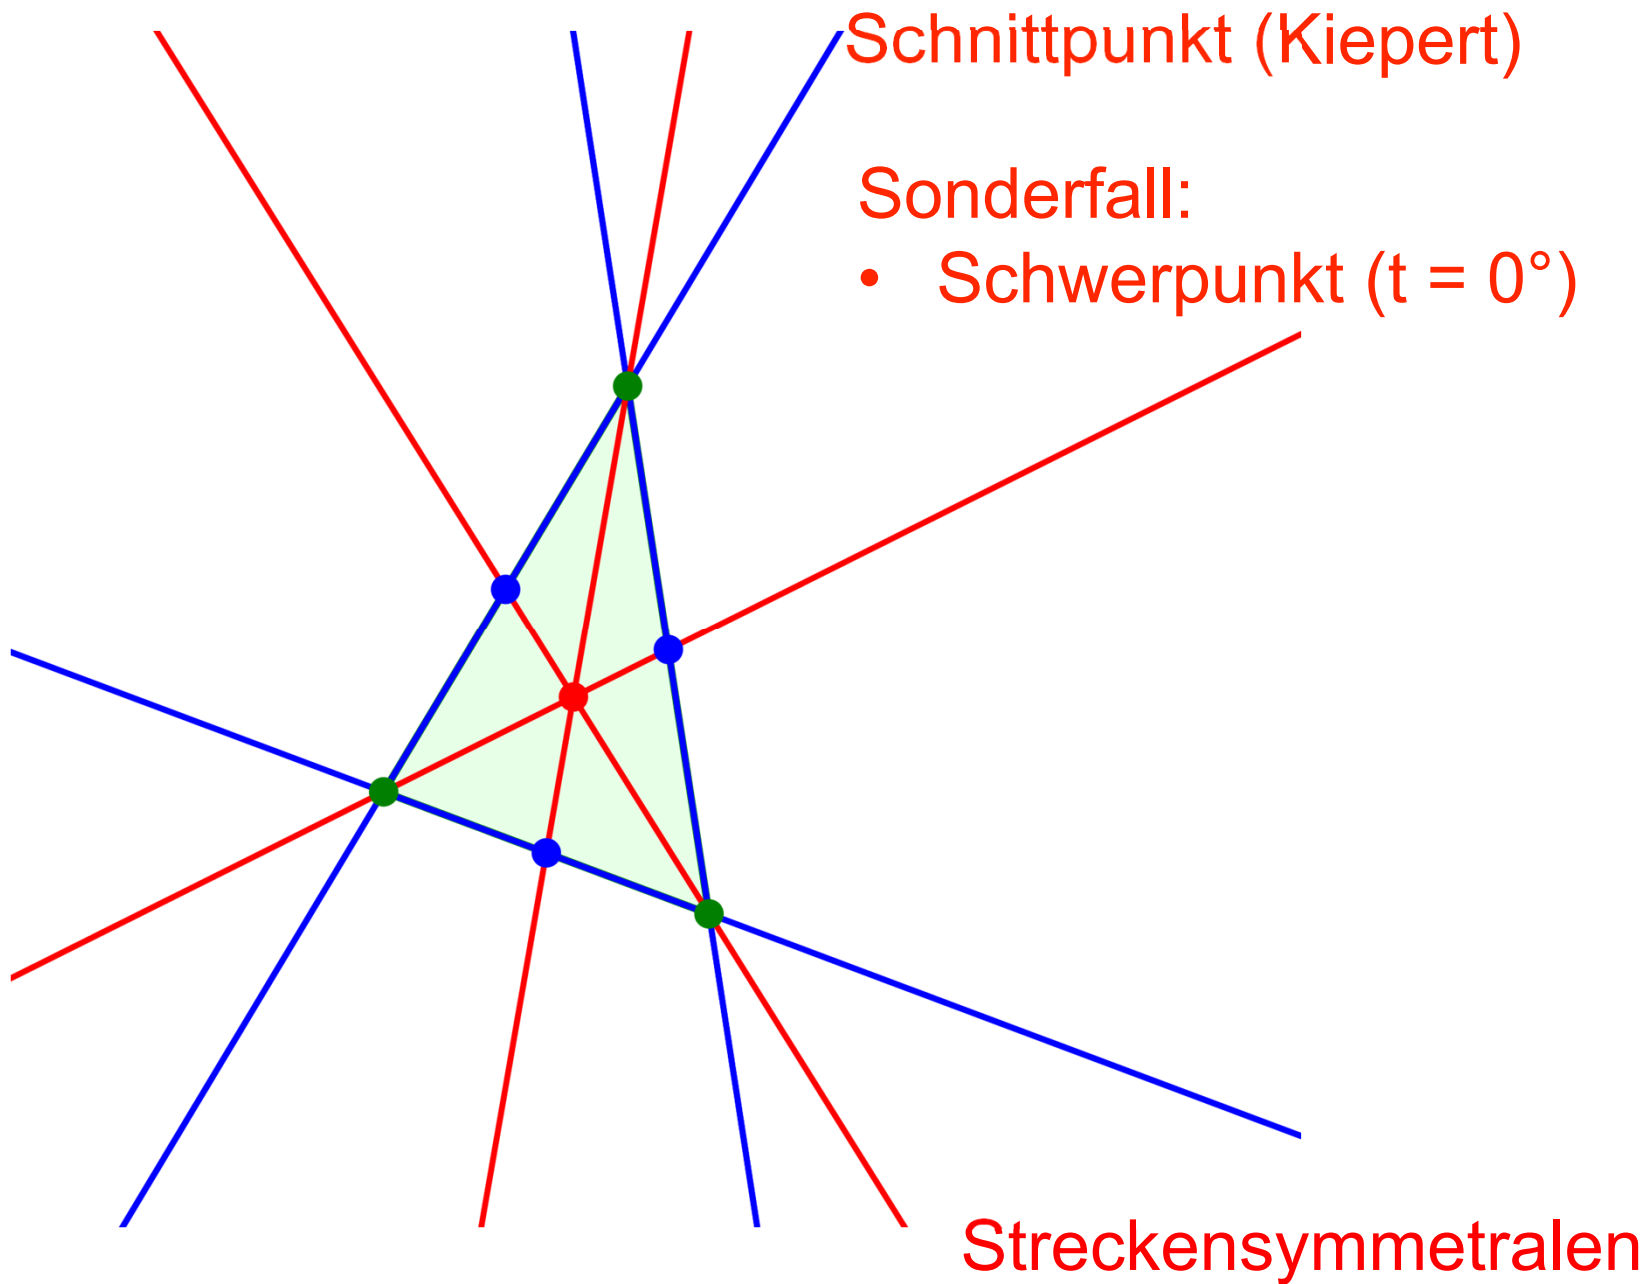 Schnittpunkt (Kiepert)
Sonderfall:
• Schwerpunkt (t = 0°)
Streckensymmetralen